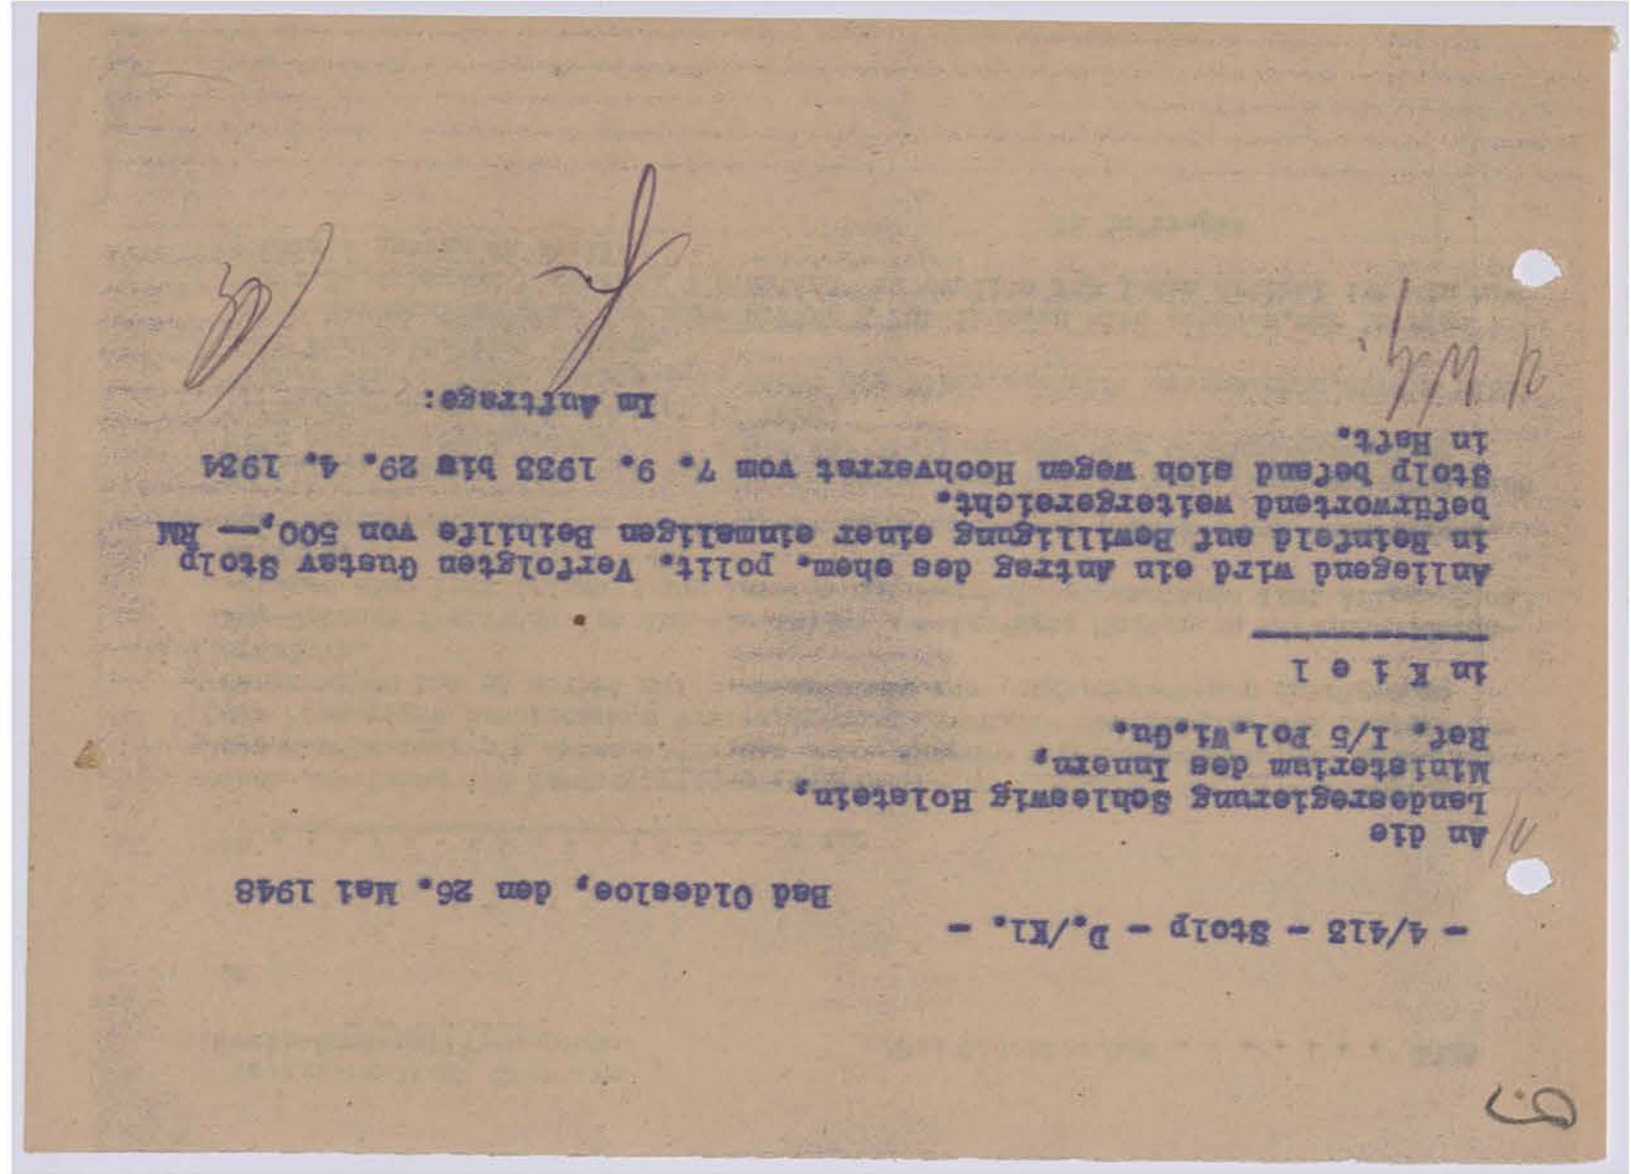 - 4/413 - Stolp - D./Kl. -
Bad Oldesloe, den 26. Mai 1948
An die
Landesregierung Schleswig Holstein,
Ministerium des Innern,
Ref. I/5 Pol.Wi.Gu.
in K i e l
Anliegend wird ein Antrag des ehem. polit. Verfolgten Gustav Stolp
in Reinfeld auf Bewilligung einer einmaligen Beihilfe von 500,— RM
befürwortend weitergereicht.
Stolp befand sich wegen Hochverrat vom 7. 9. 1933 bis 29. 4. 1934
in Haft.
In Auftrage: